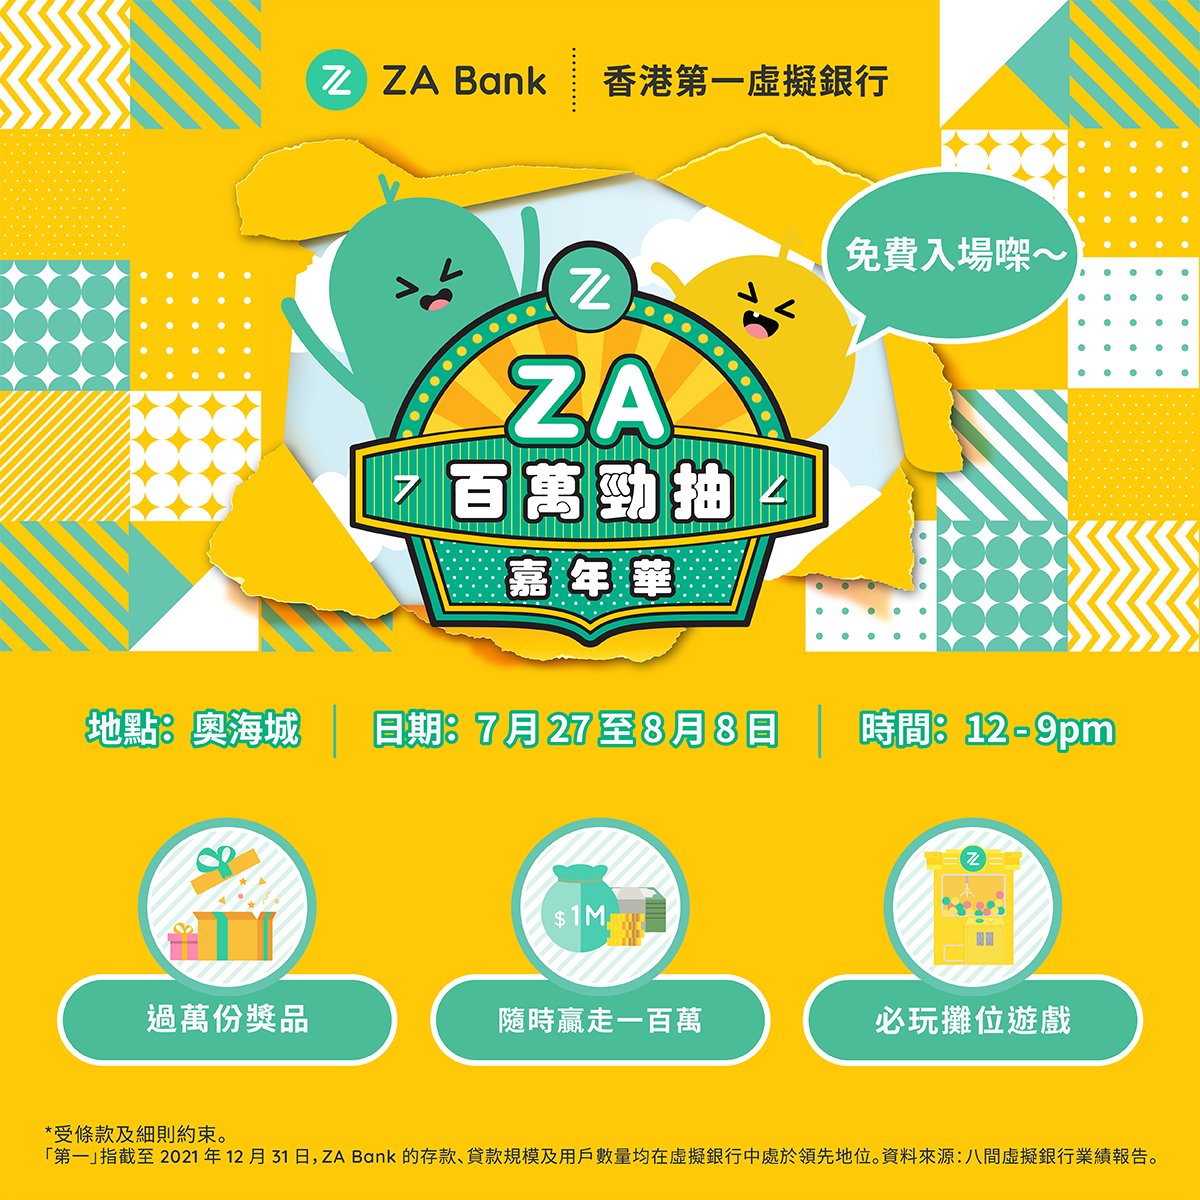 ZA Bank 香港第一虛擬銀行
免費入場㗎～
ZA
百萬勁抽
嘉年華
地點：奧海城
日期：7月27至8月8日
時間：12 - 9pm
$1M
過萬份獎品
隨時贏走一百萬
必玩攤位遊戲
*受條款及細則約束。
「第一」指截至 2021 年 12 月 31 日，ZA Bank 的存款、貸款規模及用戶數量均在虛擬銀行中處於領先地位。資料來源：八間虛擬銀行業績報告。